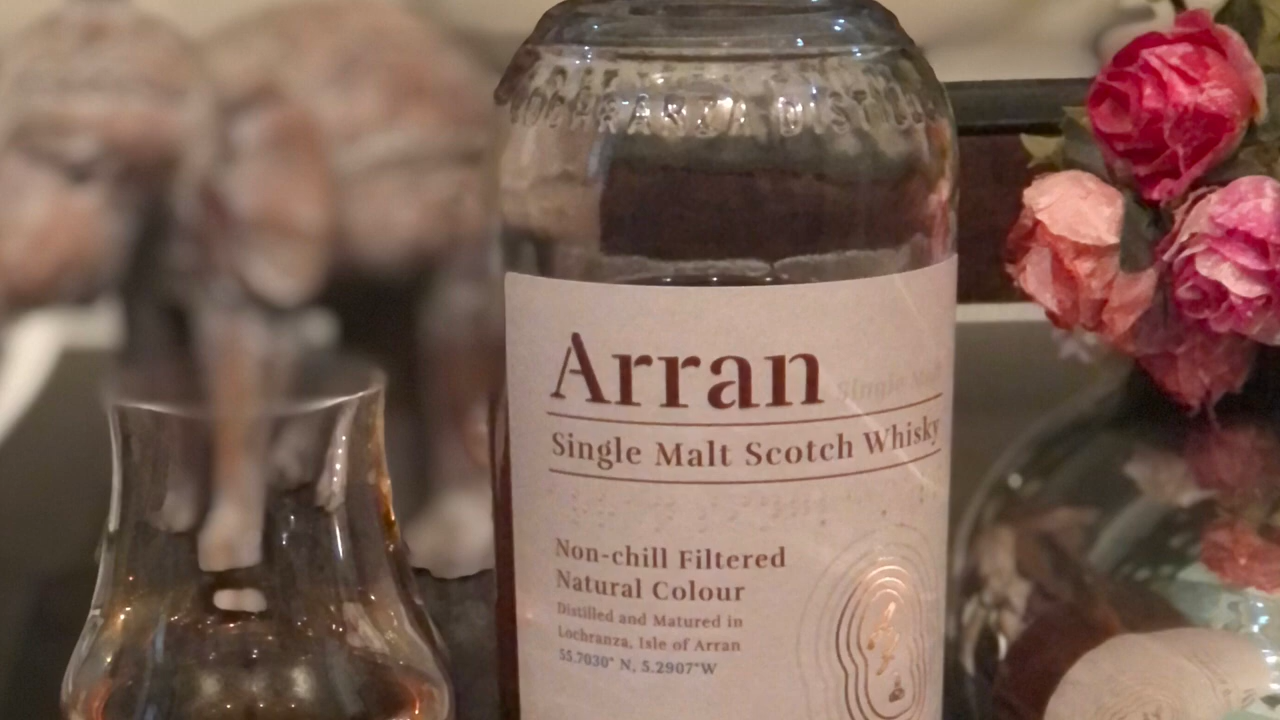 Arran
Single Malt Scotch Whisky
Non-chill Filtered
Natural Colour
Distilled and Matured in
Lochranza, Isle of Arran
55.7030° N, 5.2907°W